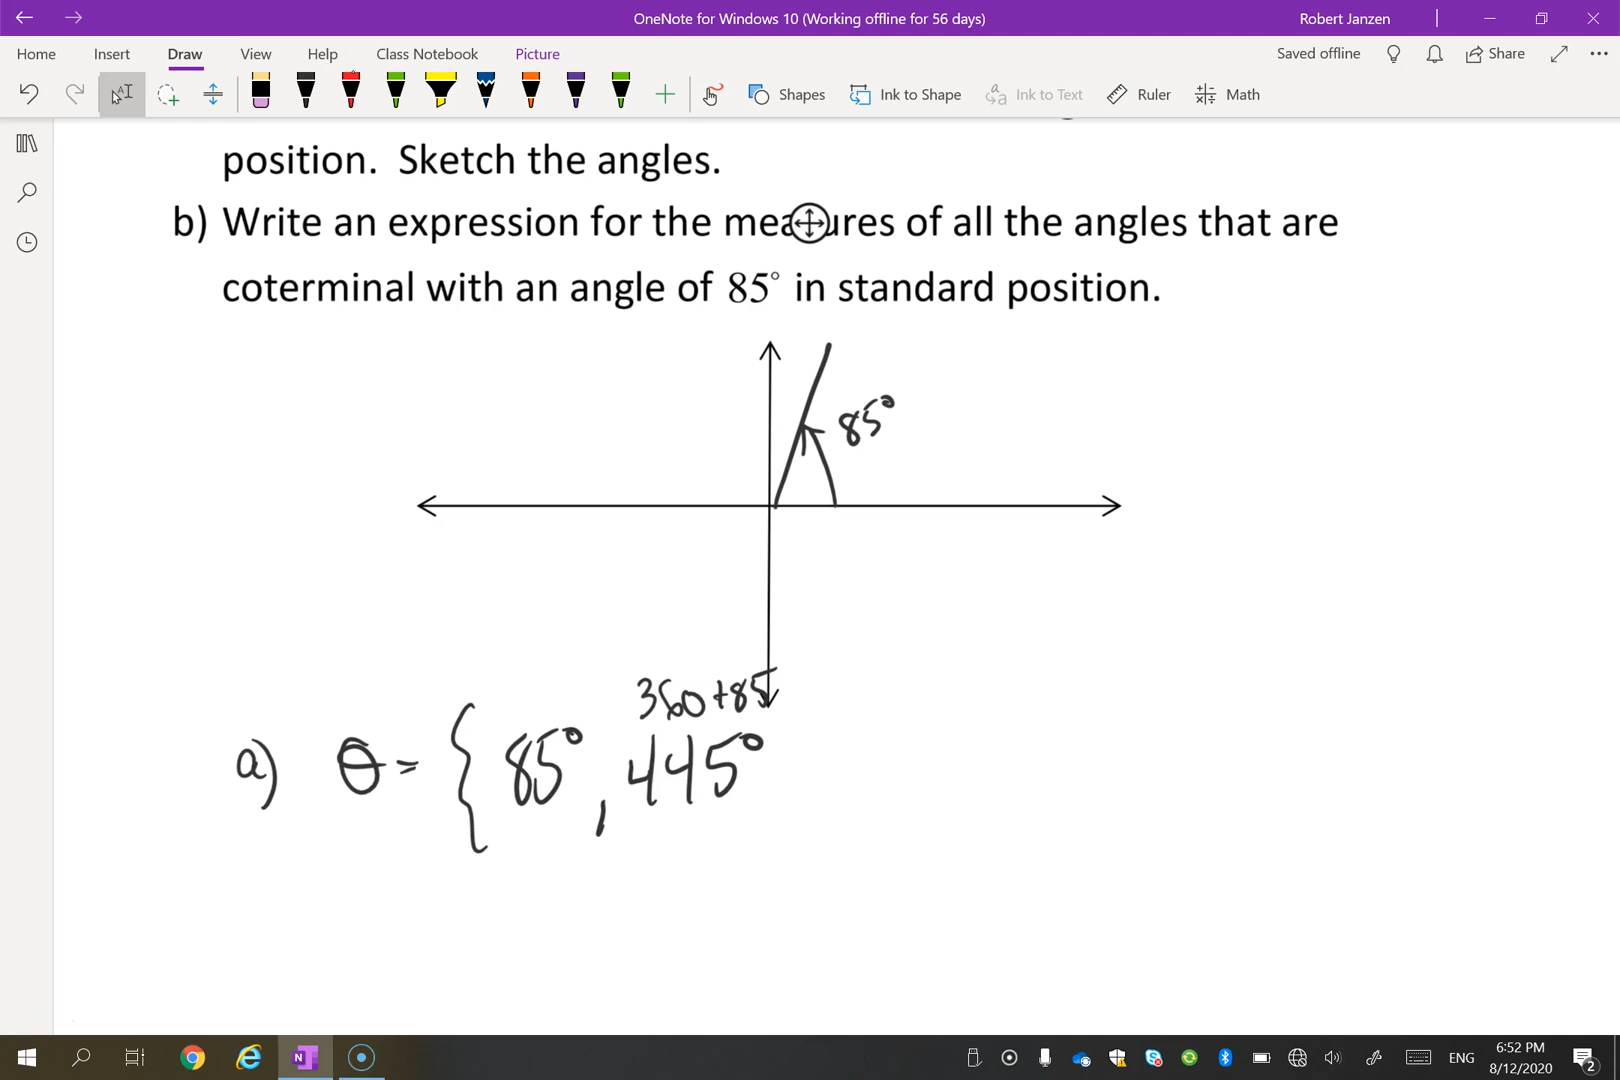 OneNote for Windows 10 (Working offline for 56 days)
Robert Janzen
Home Insert Draw View Help Class Notebook Picture
Saved offline Share
Shapes Ink to Shape Ink to Text Ruler Math
position. Sketch the angles.
b) Write an expression for the measures of all the angles that are
coterminal with an angle of 85° in standard position.
85°
360+85
a) θ = { 85°, 445°
ENG
6:52 PM
8/12/2020
2